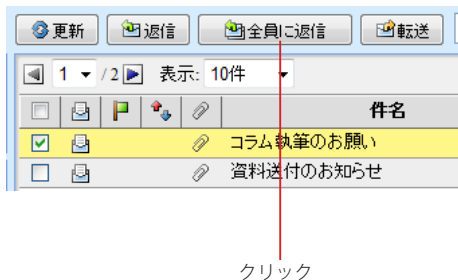 更新 返信 全員に返信 転送
1 / 2 表示: 10件
件名
コラム執筆のお願い
資料送付のお知らせ
クリック